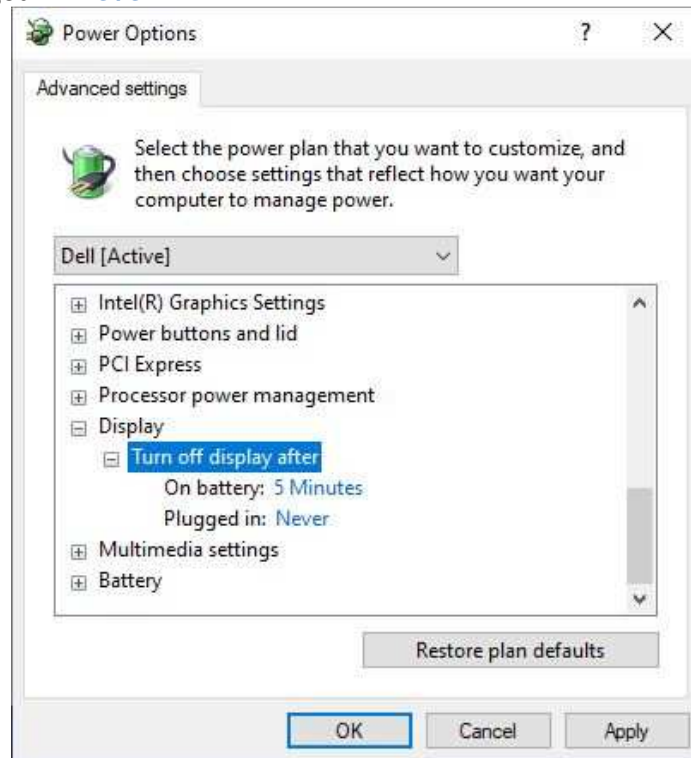 Power Options
?
Advanced settings
Select the power plan that you want to customize, and
then choose settings that reflect how you want your
computer to manage power.
Dell [Active]
Intel(R) Graphics Settings
Power buttons and lid
PCI Express
Processor power management
Display
Turn off display after
On battery: 5 Minutes
Plugged in: Never
Multimedia settings
Battery
Restore plan defaults
OK Cancel Apply